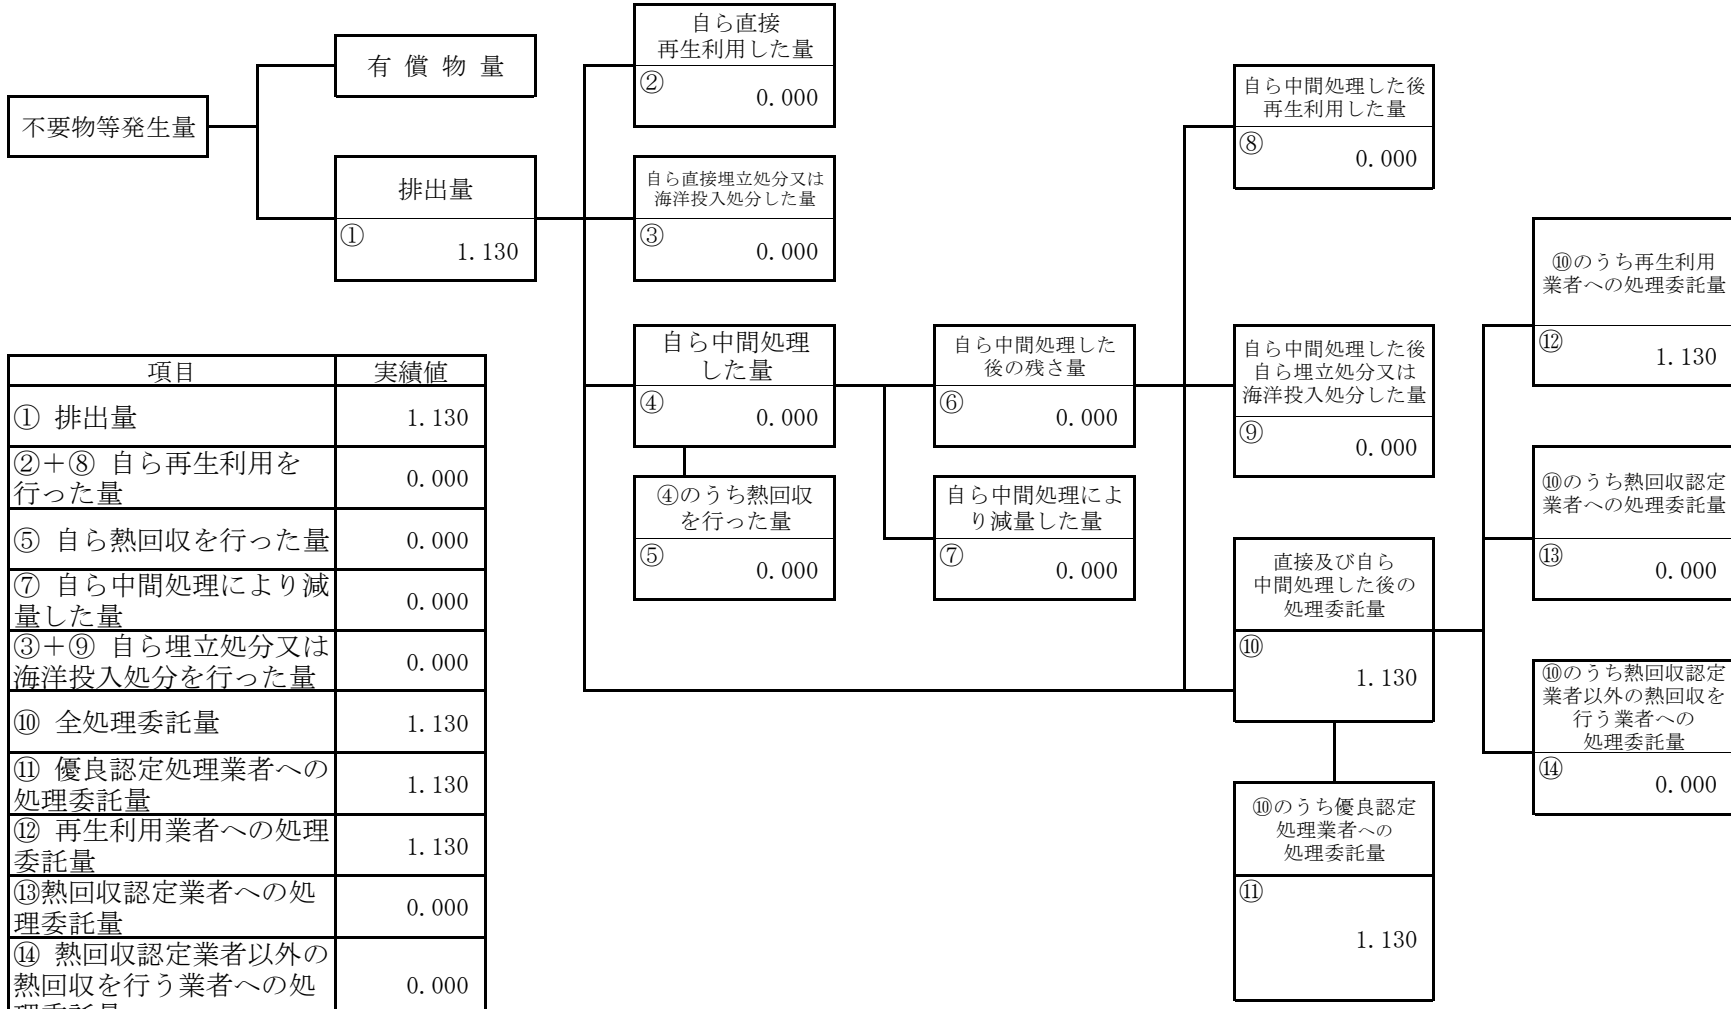 不要物等発生量
有 償 物 量
排出量
①
1.130
自ら直接
再生利用した量
②
0.000
自ら直接埋立処分又は
海洋投入処分した量
③
0.000
自ら中間処理
した量
④
0.000
④のうち熱回収
を行った量
⑤
0.000
自ら中間処理した
後の残さ量
⑥
0.000
自ら中間処理によ
り減量した量
⑦
0.000
自ら中間処理した後
再生利用した量
⑧
0.000
自ら中間処理した後
自ら埋立処分又は
海洋投入処分した量
⑨
0.000
直接及び自ら
中間処理した後の
処理委託量
⑩
1.130
⑩のうち優良認定
処理業者への
処理委託量
⑪
1.130
⑩のうち再生利用
業者への処理委託量
⑫
1.130
⑩のうち熱回収認定
業者への処理委託量
⑬
0.000
⑩のうち熱回収認定
業者以外の熱回収を
行う業者への
処理委託量
⑭
0.000
項目 実績値
① 排出量 1.130
②+⑧ 自ら再生利用を
行った量 0.000
⑤ 自ら熱回収を行った量 0.000
⑦ 自ら中間処理により減
量した量 0.000
③+⑨ 自ら埋立処分又は
海洋投入処分を行った量 0.000
⑩ 全処理委託量 1.130
⑪ 優良認定処理業者への
処理委託量 1.130
⑫ 再生利用業者への処理
委託量 1.130
⑬熱回収認定業者への処
理委託量 0.000
⑭ 熱回収認定業者以外の
熱回収を行う業者への処 0.000